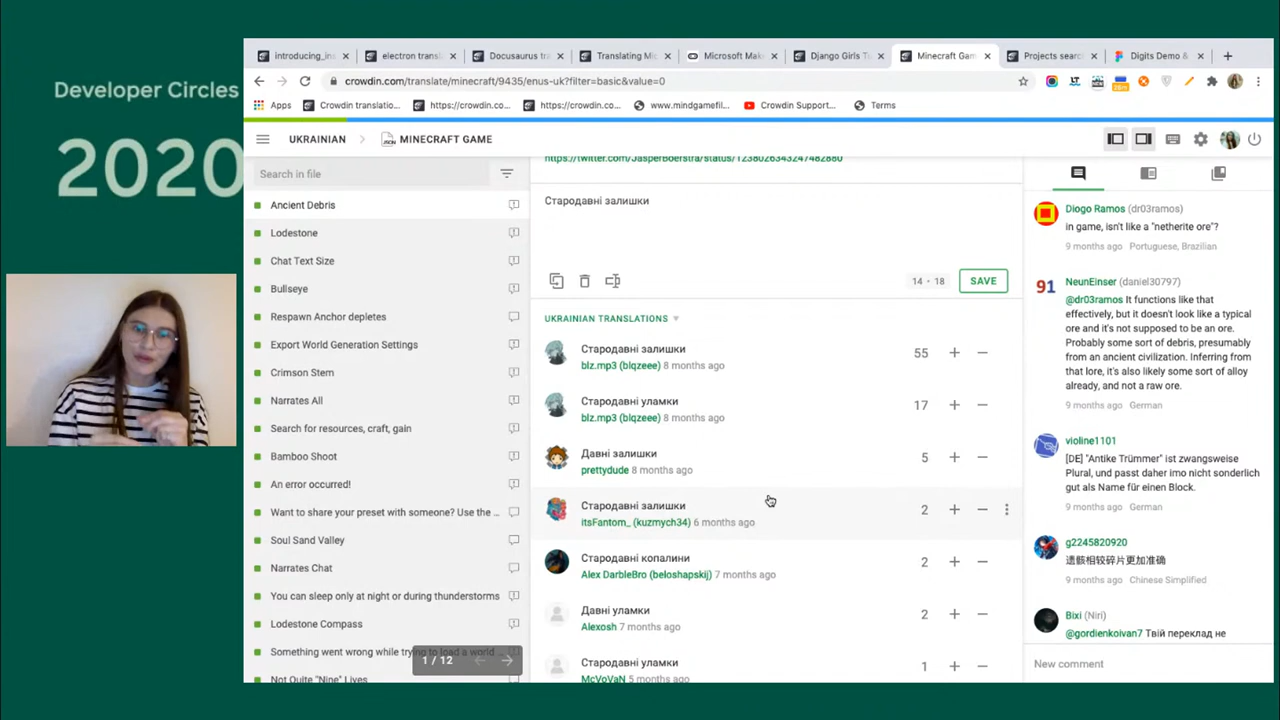 Developer Circles
2020
introducing_ins
electron transl
Docusaurus tra
Translating Mic
Microsoft Make
Django Girls Tu
Minecraft Gam
Projects search
Digits Demo &
crowdin.com/translate/minecraft/9435/enus-uk?filter=basic&value=0
Apps
Crowdin translatio...
https://crowdin.co...
https://crowdin.co...
www.mindgamefil...
Crowdin Support...
Terms
UKRAINIAN
MINECRAFT GAME
Search in file
Ancient Debris
Lodestone
Chat Text Size
Bullseye
Respawn Anchor depletes
Export World Generation Settings
Crimson Stem
Narrates All
Search for resources, craft, gain
Bamboo Shoot
An error occurred!
Want to share your preset with someone? Use the ...
Soul Sand Valley
Narrates Chat
You can sleep only at night or during thunderstorms
Lodestone Compass
Something went wrong while trying to load a world ...
Not Quite "Nine" Lives
1 / 12
https://twitter.com/JasperBoerstra/status/1238026343247482880
Стародавні залишки
14 • 18
SAVE
UKRAINIAN TRANSLATIONS
Стародавні залишки
blz.mp3 (blqzeee) 8 months ago
55
Стародавні уламки
blz.mp3 (blqzeee) 8 months ago
17
Давні залишки
prettydude 8 months ago
5
Стародавні залишки
itsFantom_ (kuzmych34) 6 months ago
2
Стародавні копалини
Alex DarbleBro (beloshapskij) 7 months ago
2
Давні уламки
Alexosh 7 months ago
2
Стародавні уламки
McVoVaN 5 months ago
1
Diogo Ramos (dr03ramos)
in game, isn't like a "netherite ore"?
9 months ago Portuguese, Brazilian
91
NeunEinser (daniel30797)
@dr03ramos It functions like that
effectively, but it doesn't look like a typical
ore and it's not supposed to be an ore.
Probably some sort of debris, presumably
from an ancient civilization. Inferring from
that lore, it's also likely some sort of alloy
already, and not a raw ore.
9 months ago German
violine1101
[DE] "Antike Trümmer" ist zwangsweise
Plural, und passt daher imo nicht sonderlich
gut als Name für einen Block.
9 months ago German
g2245820920
遗骸相较碎片更加准确
9 months ago Chinese Simplified
Bixi (Niri)
@gordienkoivan7 Твій переклад не
New comment